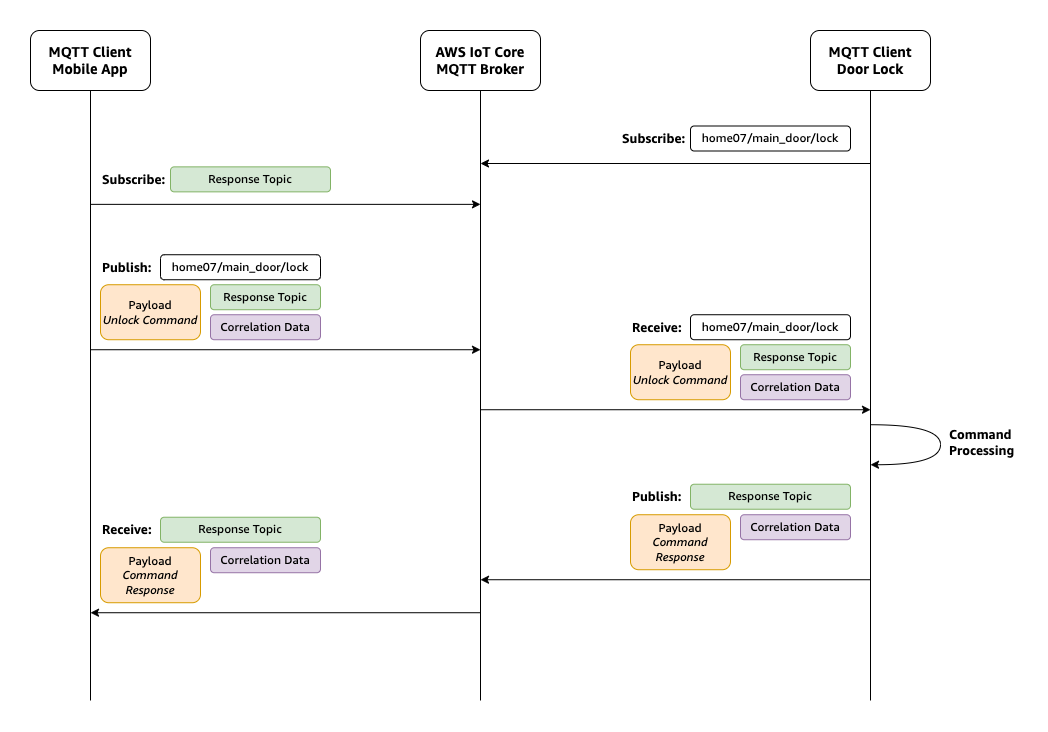 MQTT Client
Mobile App
AWS IoT Core
MQTT Broker
MQTT Client
Door Lock
Subscribe: home07/main_door/lock
Subscribe: Response Topic
Publish: home07/main_door/lock
Payload
Unlock Command
Response Topic
Correlation Data
Receive: home07/main_door/lock
Payload
Unlock Command
Response Topic
Correlation Data
Command
Processing
Publish: Response Topic
Payload
Command
Response
Correlation Data
Receive: Response Topic
Payload
Command
Response
Correlation Data